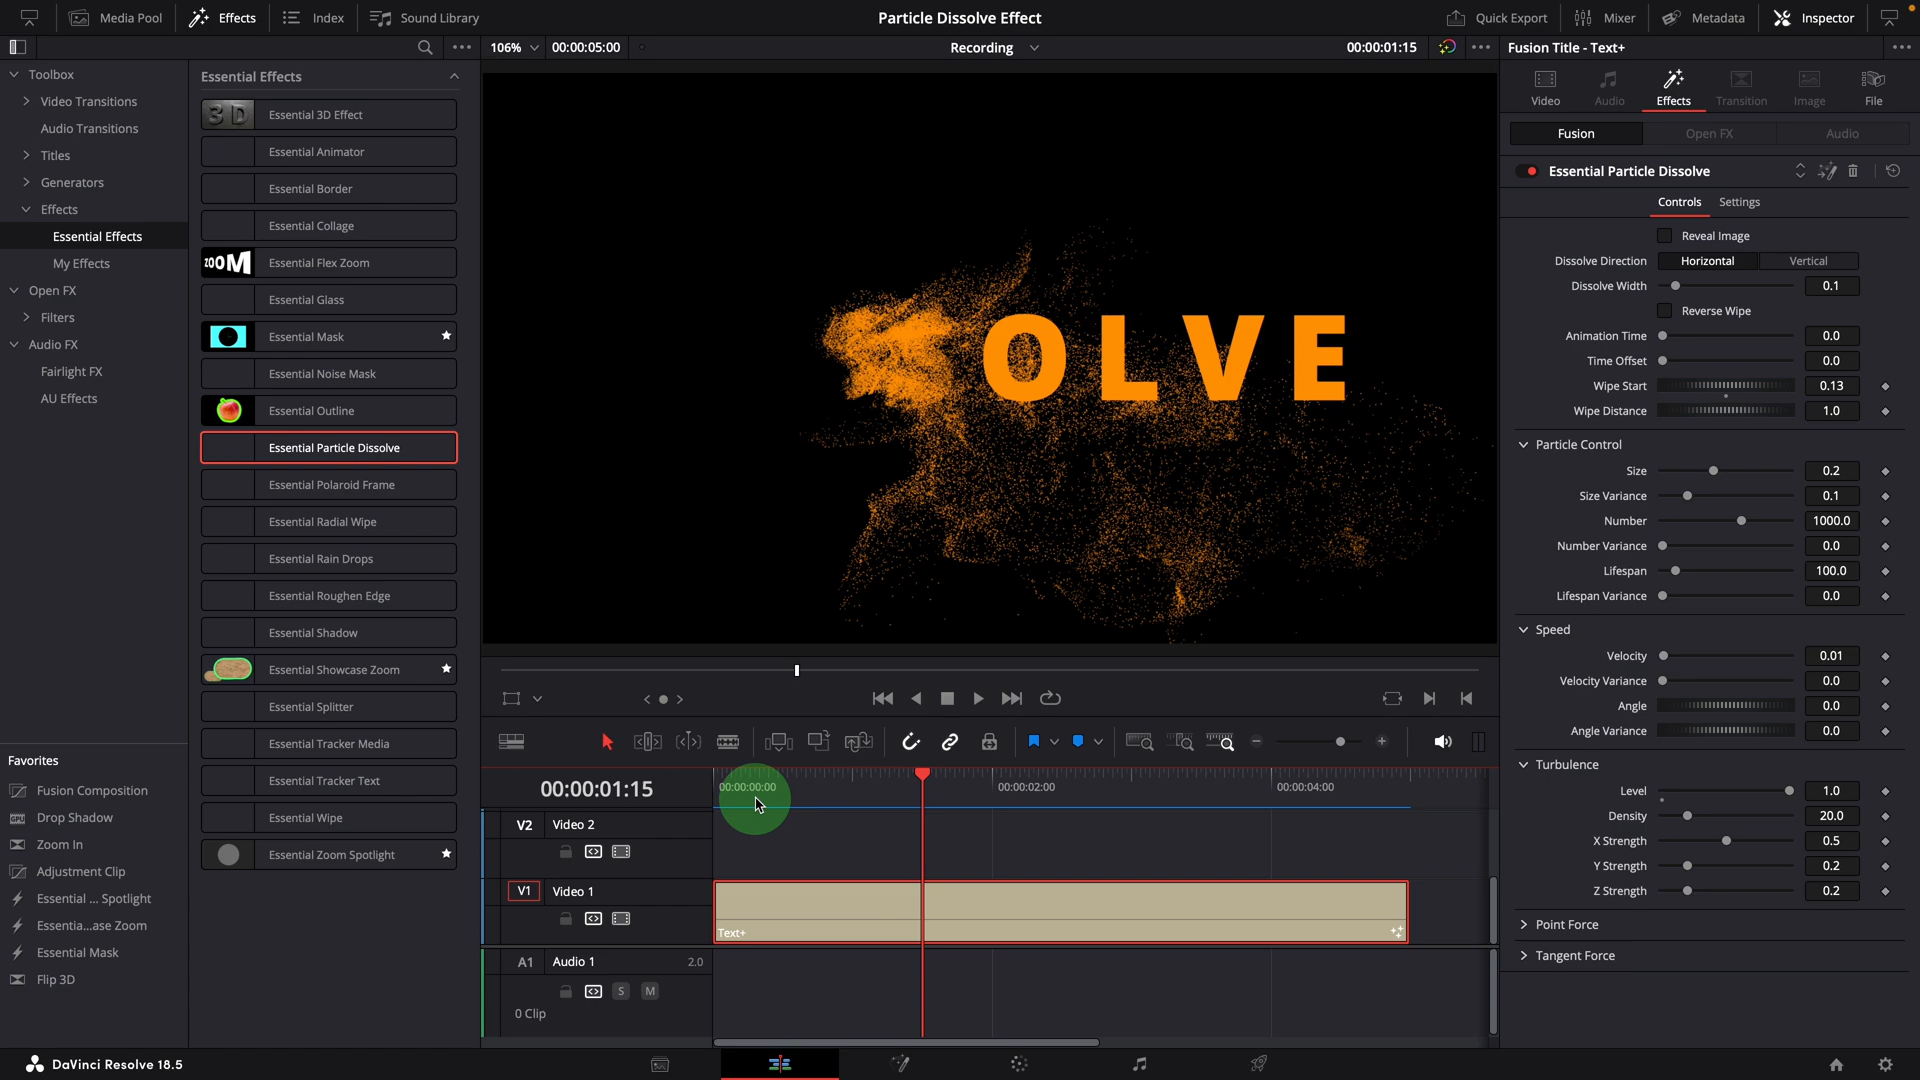 Media Pool
Effects
Index
Sound Library
Particle Dissolve Effect
Quick Export
Mixer
Metadata
Inspector
106%
00:00:05:00
Recording
00:00:01:15
Fusion Title - Text+
Toolbox
Video Transitions
Audio Transitions
Titles
Generators
Effects
Essential Effects
My Effects
Open FX
Filters
Audio FX
Fairlight FX
AU Effects
Favorites
Fusion Composition
Drop Shadow
Zoom In
Adjustment Clip
Essential ... Spotlight
Essentia...ase Zoom
Essential Mask
Flip 3D
Essential Effects
3D
Essential 3D Effect
Essential Animator
Essential Border
Essential Collage
ZOOM
Essential Flex Zoom
Essential Glass
Essential Mask
Essential Noise Mask
Essential Outline
Essential Particle Dissolve
Essential Polaroid Frame
Essential Radial Wipe
Essential Rain Drops
Essential Roughen Edge
Essential Shadow
Essential Showcase Zoom
Essential Splitter
Essential Tracker Media
Essential Tracker Text
Essential Wipe
Essential Zoom Spotlight
OLVE
00:00:01:15
00:00:00:00
00:00:02:00
00:00:04:00
V2
Video 2
V1
Video 1
Text+
A1
Audio 1
2.0
S
M
0 Clip
Video
Audio
Effects
Transition
Image
File
Fusion
Open FX
Audio
Essential Particle Dissolve
Controls
Settings
Reveal Image
Dissolve Direction
Horizontal
Vertical
Dissolve Width
0.1
Reverse Wipe
Animation Time
0.0
Time Offset
0.0
Wipe Start
0.13
Wipe Distance
1.0
Particle Control
Size
0.2
Size Variance
0.1
Number
1000.0
Number Variance
0.0
Lifespan
100.0
Lifespan Variance
0.0
Speed
Velocity
0.01
Velocity Variance
0.0
Angle
0.0
Angle Variance
0.0
Turbulence
Level
1.0
Density
20.0
X Strength
0.5
Y Strength
0.2
Z Strength
0.2
Point Force
Tangent Force
DaVinci Resolve 18.5